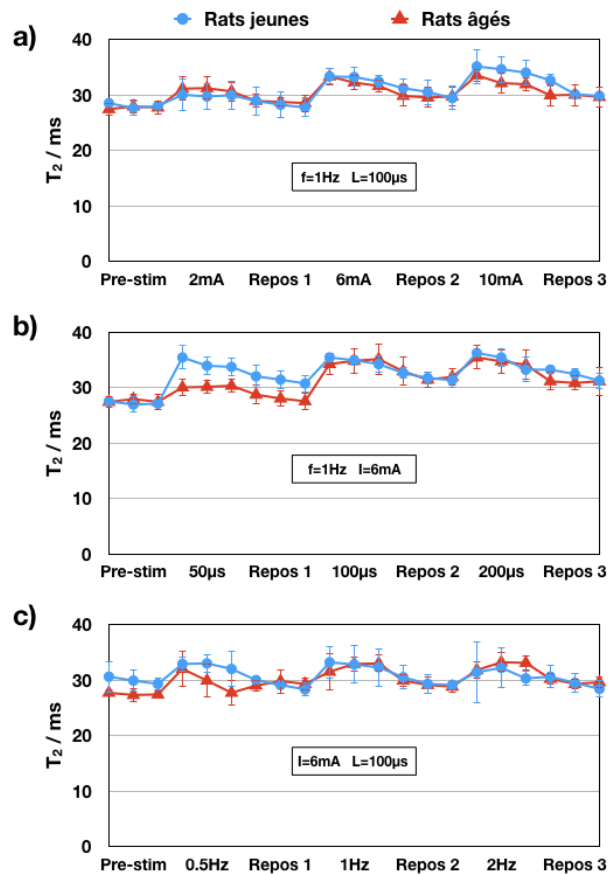 Rats jeunes Rats âgés
a)
40
30
20
10
0
T₂ / ms
f=1Hz L=100µs
Pre-stim 2mA Repos 1 6mA Repos 2 10mA Repos 3
b)
40
30
20
10
0
T₂ / ms
f=1Hz I=6mA
Pre-stim 50µs Repos 1 100µs Repos 2 200µs Repos 3
c)
40
30
20
10
0
T₂ / ms
I=6mA L=100µs
Pre-stim 0.5Hz Repos 1 1Hz Repos 2 2Hz Repos 3